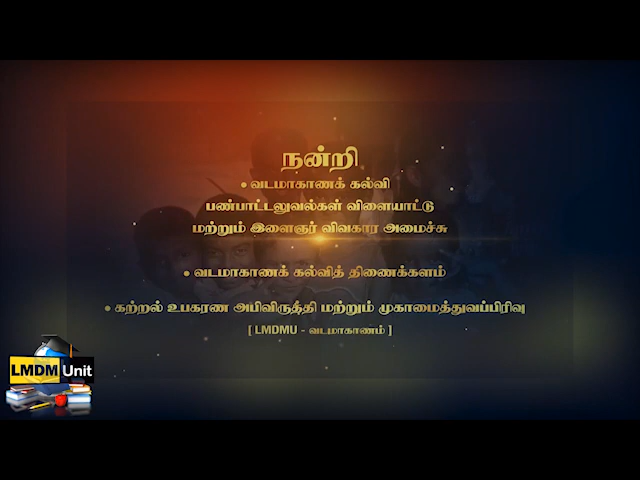 நன்றி
• வடமாகாணக் கல்வி
பண்பாட்டலுவல்கள் விளையாட்டு
மற்றும் இளைஞர் விவகார அமைச்சு
• வடமாகாணக் கல்வித் திணைக்களம்
• கற்றல் உபகரண அபிவிருத்தி மற்றும் முகாமைத்துவப்பிரிவு
[ LMDMU - வடமாகாணம் ]
LMDM Unit